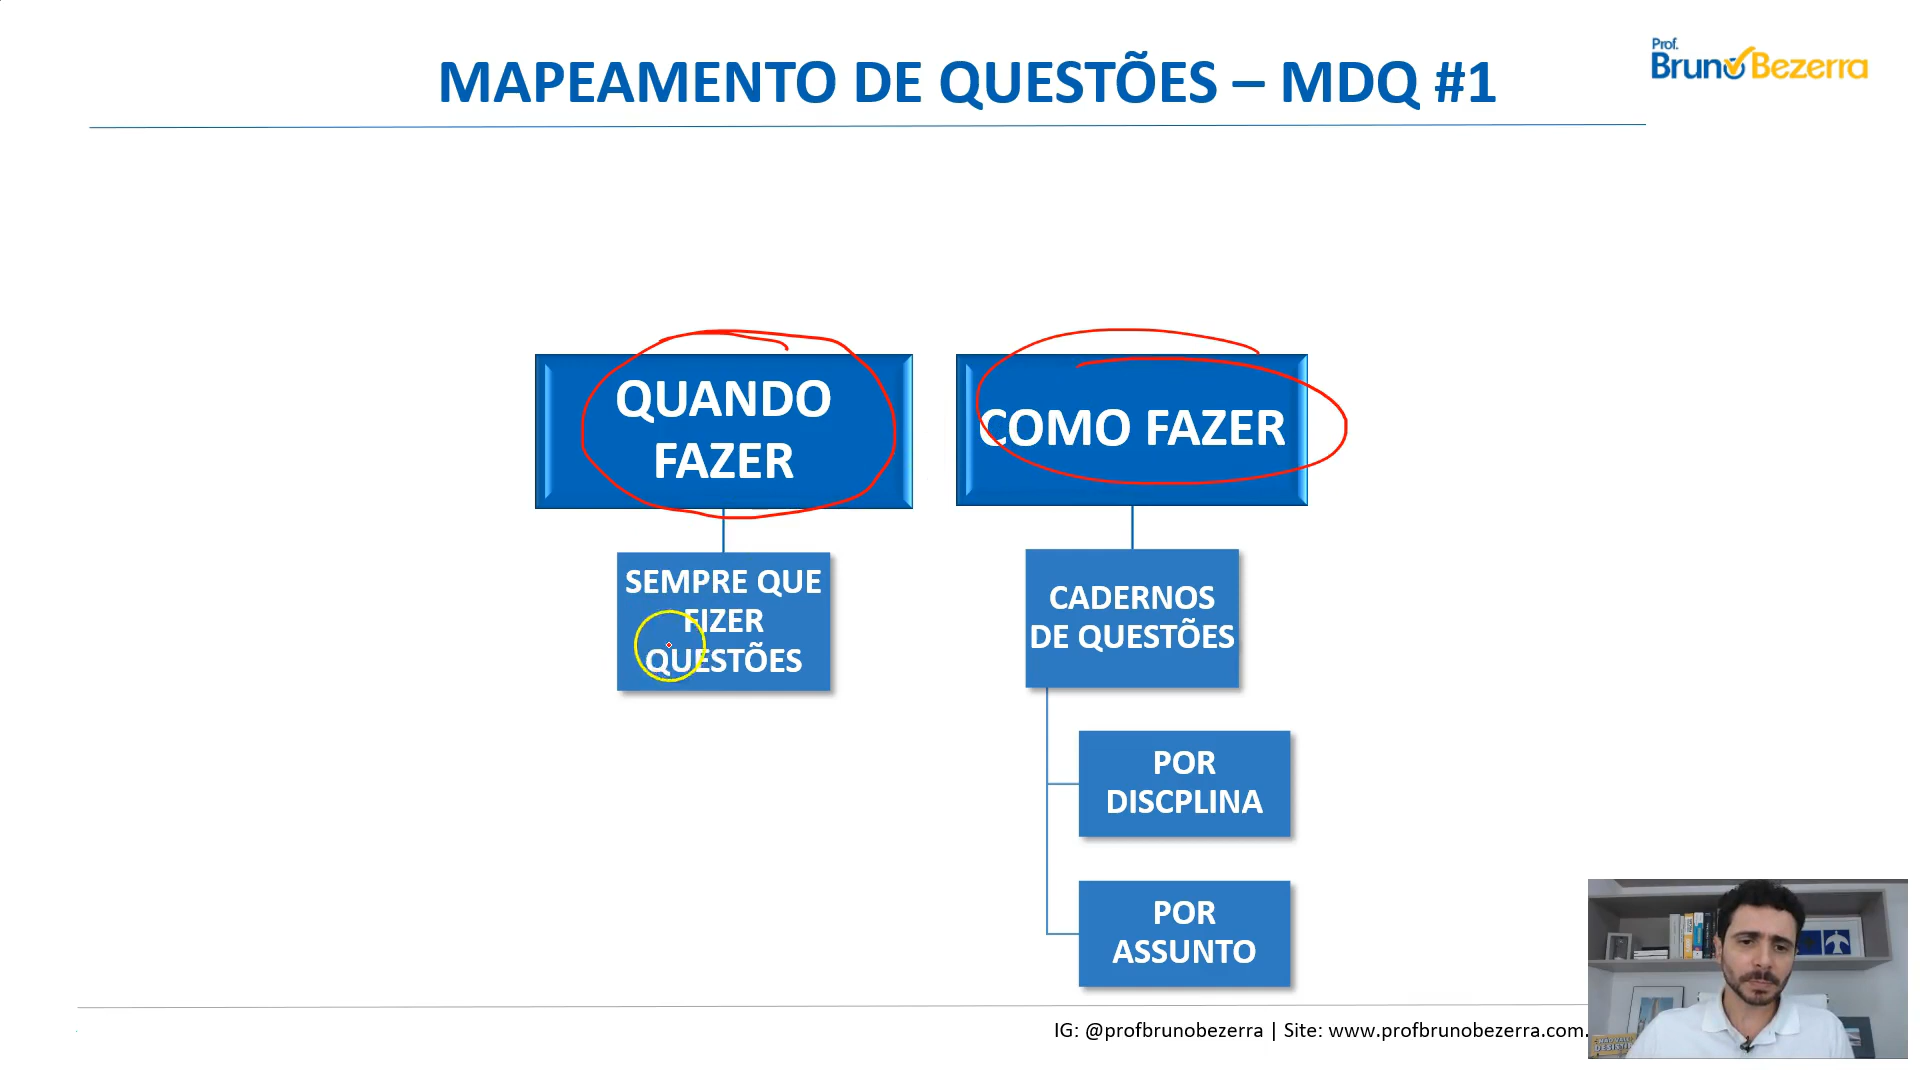 MAPEAMENTO DE QUESTÕES – MDQ #1
Prof.
Bruno Bezerra
QUANDO
FAZER
COMO FAZER
SEMPRE QUE
FIZER
QUESTÕES
CADERNOS
DE QUESTÕES
POR
DISCPLINA
POR
ASSUNTO
IG: @profbrunobezerra | Site: www.profbrunobezerra.com.